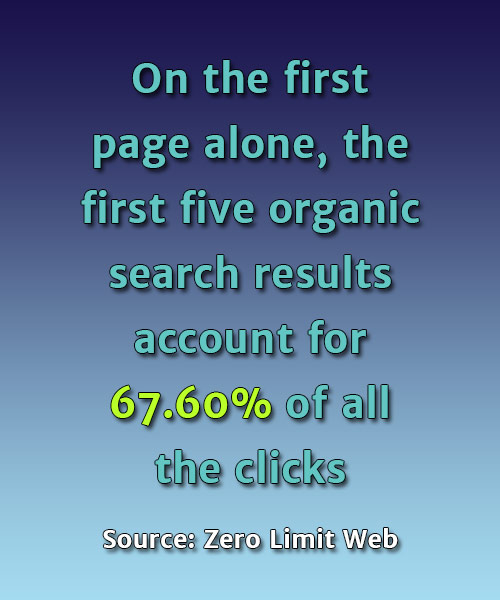 On the first
page alone, the
first five organic
search results
account for
67.60% of all
the clicks
Source: Zero Limit Web